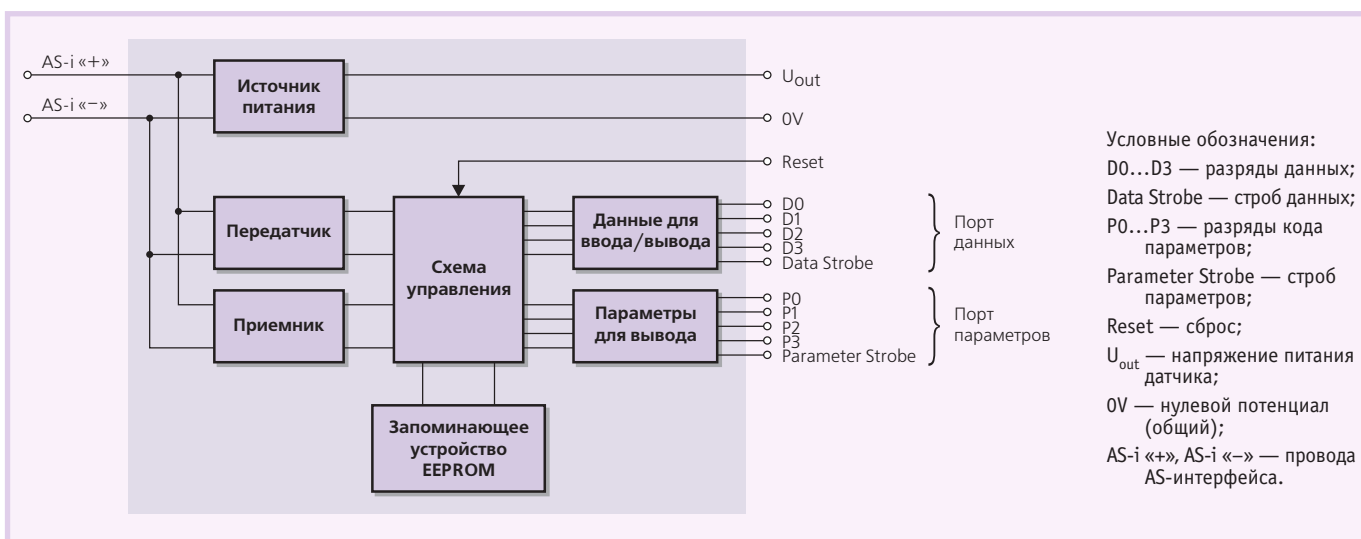 AS-i «+»
AS-i «−»
Источник
питания
Передатчик
Приемник
Схема
управления
Запоминающее
устройство
EEPROM
Данные для
ввода/вывода
Параметры
для вывода
Uout
0V
Reset
D0
D1
D2
D3
Data Strobe
P0
P1
P2
P3
Parameter Strobe
Порт
данных
Порт
параметров
Условные обозначения:
D0...D3 — разряды данных;
Data Strobe — строб данных;
P0...P3 — разряды кода
параметров;
Parameter Strobe — строб
параметров;
Reset — сброс;
Uout — напряжение питания
датчика;
0V — нулевой потенциал
(общий);
AS-i «+», AS-i «−» — провода
AS-интерфейса.